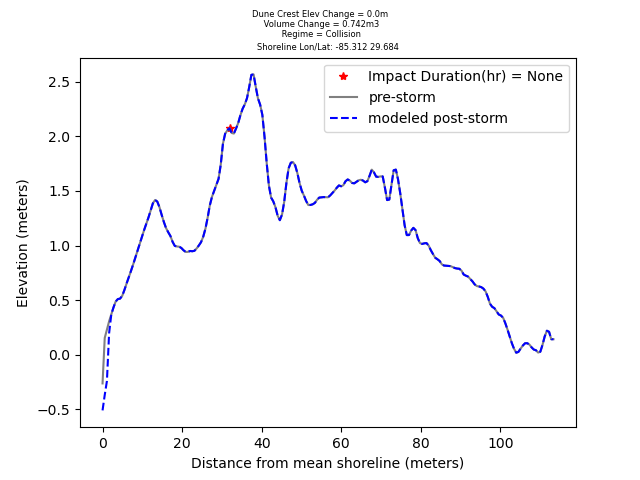 Dune Crest Elev Change = 0.0m
Volume Change = 0.742m3
Regime = Collision
Shoreline Lon/Lat: -85.312 29.684
Impact Duration(hr) = None
pre-storm
modeled post-storm
Elevation (meters)
2.5
2.0
1.5
1.0
0.5
0.0
−0.5
0 20 40 60 80 100
Distance from mean shoreline (meters)